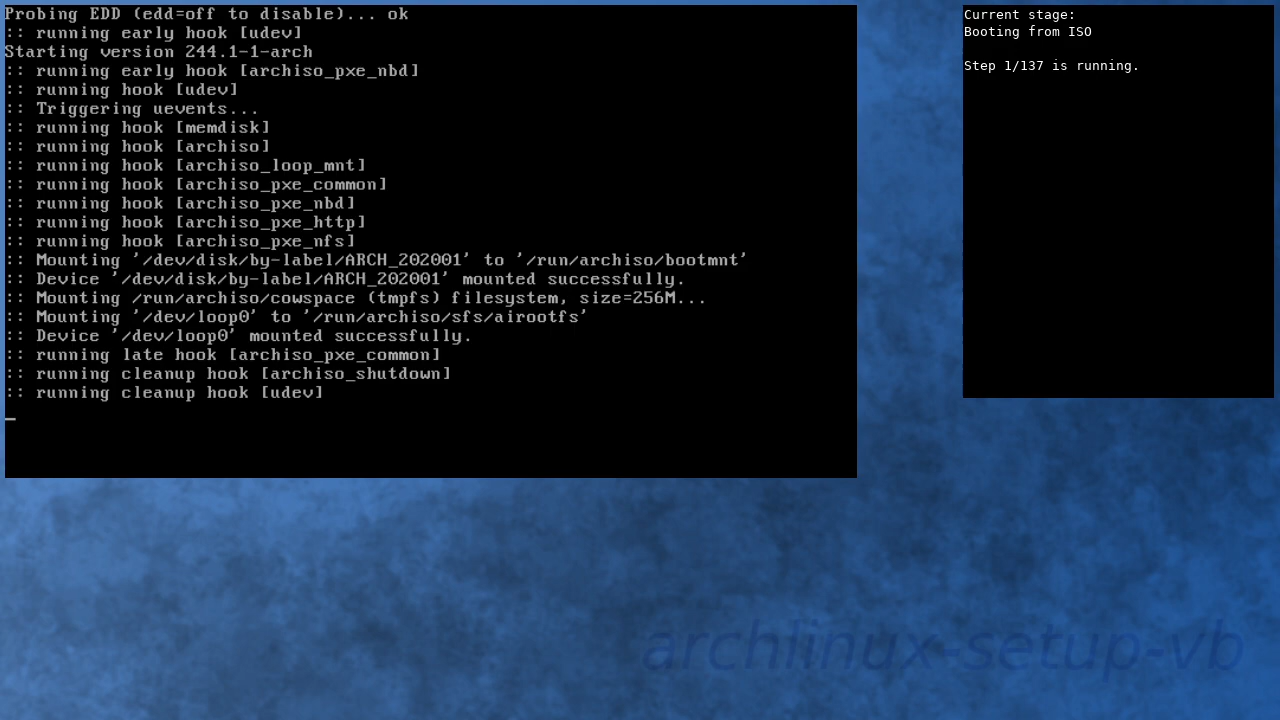 Probing EDD (edd=off to disable)... ok
:: running early hook [udev]
Starting version 244.1-1-arch
:: running early hook [archiso_pxe_nbd]
:: running hook [udev]
:: Triggering uevents...
:: running hook [memdisk]
:: running hook [archiso]
:: running hook [archiso_loop_mnt]
:: running hook [archiso_pxe_common]
:: running hook [archiso_pxe_nbd]
:: running hook [archiso_pxe_http]
:: running hook [archiso_pxe_nfs]
:: Mounting '/dev/disk/by-label/ARCH_202001' to '/run/archiso/bootmnt'
:: Device '/dev/disk/by-label/ARCH_202001' mounted successfully.
:: Mounting /run/archiso/cowspace (tmpfs) filesystem, size=256M...
:: Mounting '/dev/loop0' to '/run/archiso/sfs/airootfs'
:: Device '/dev/loop0' mounted successfully.
:: running late hook [archiso_pxe_common]
:: running cleanup hook [archiso_shutdown]
:: running cleanup hook [udev]
_
Current stage:
Booting from ISO
Step 1/137 is running.
archlinux-setup-vb